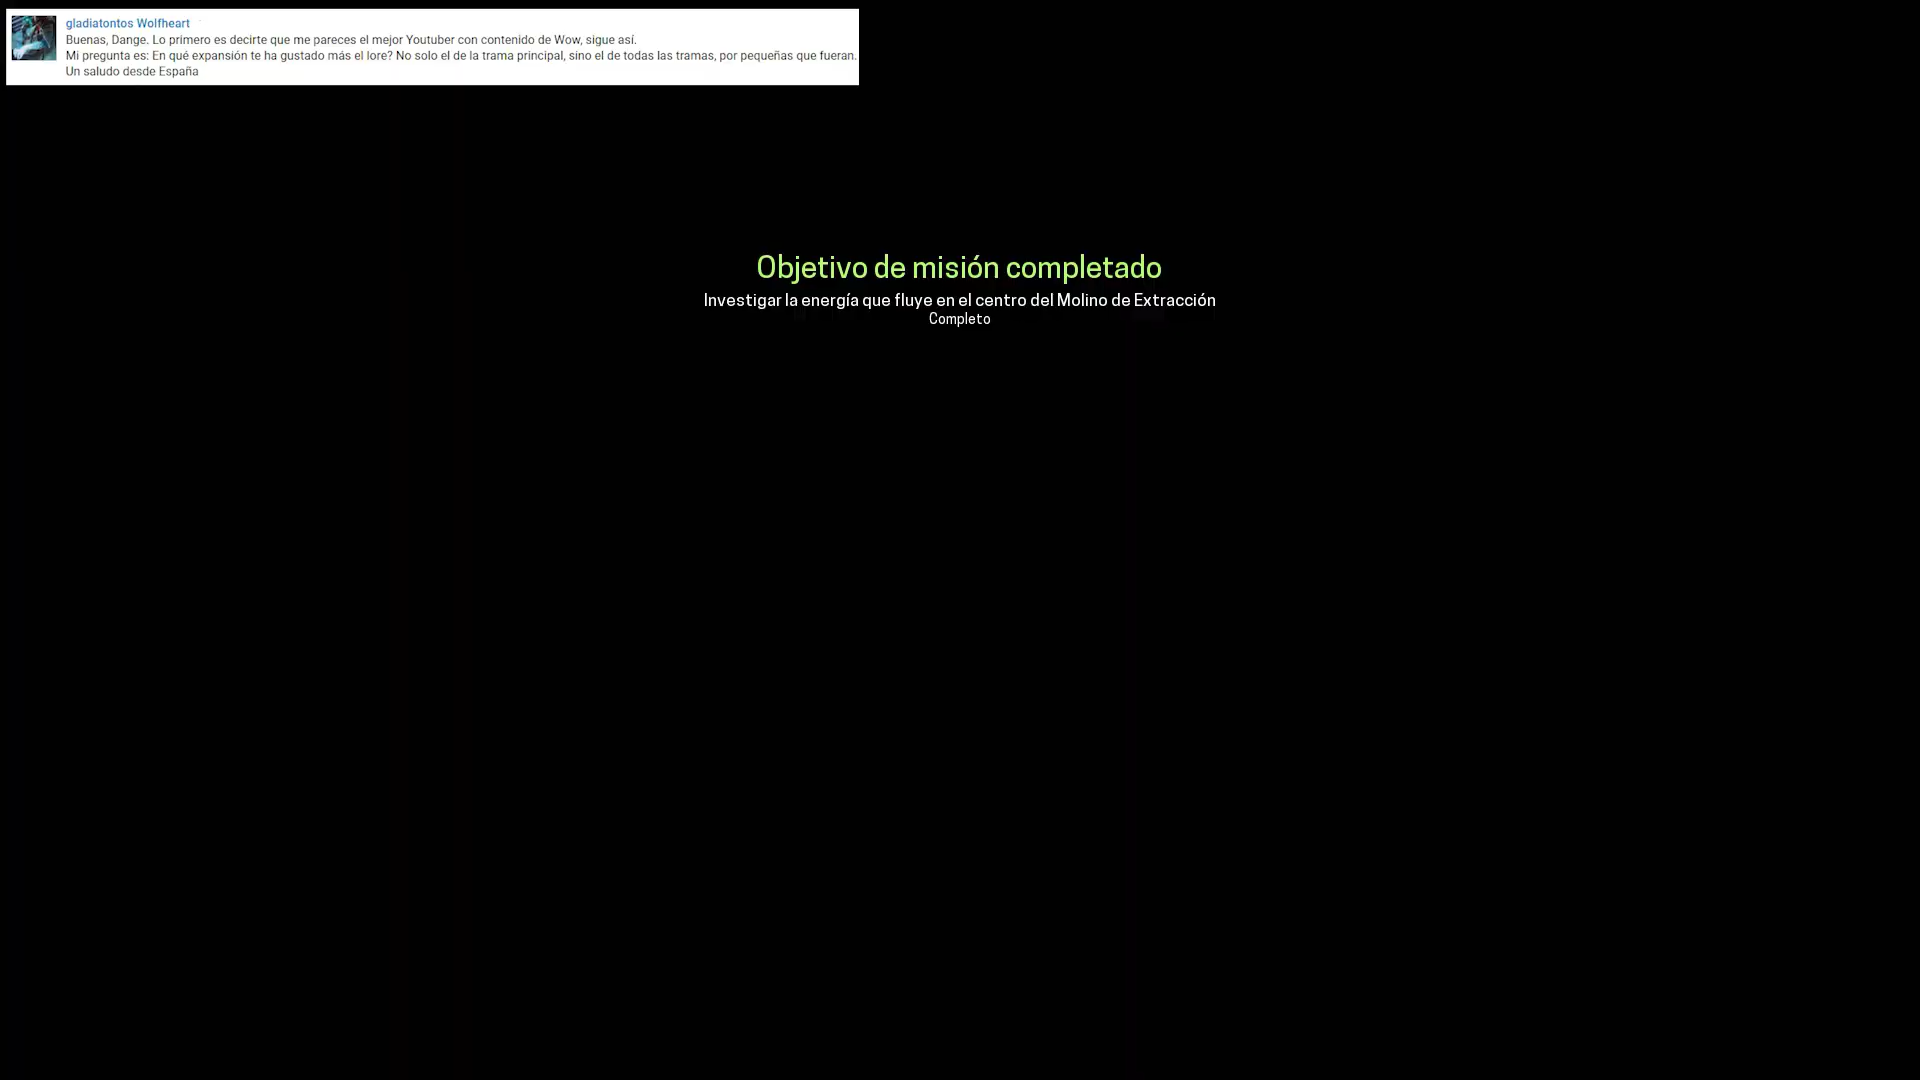 gladiatontos Wolfheart
Buenas, Dange. Lo primero es decirte que me pareces el mejor Youtuber con contenido de Wow, sigue así.
Mi pregunta es: En qué expansión te ha gustado más el lore? No solo el de la trama principal, sino el de todas las tramas, por pequeñas que fueran.
Un saludo desde España
Objetivo de misión completado
Investigar la energía que fluye en el centro del Molino de Extracción
Completo